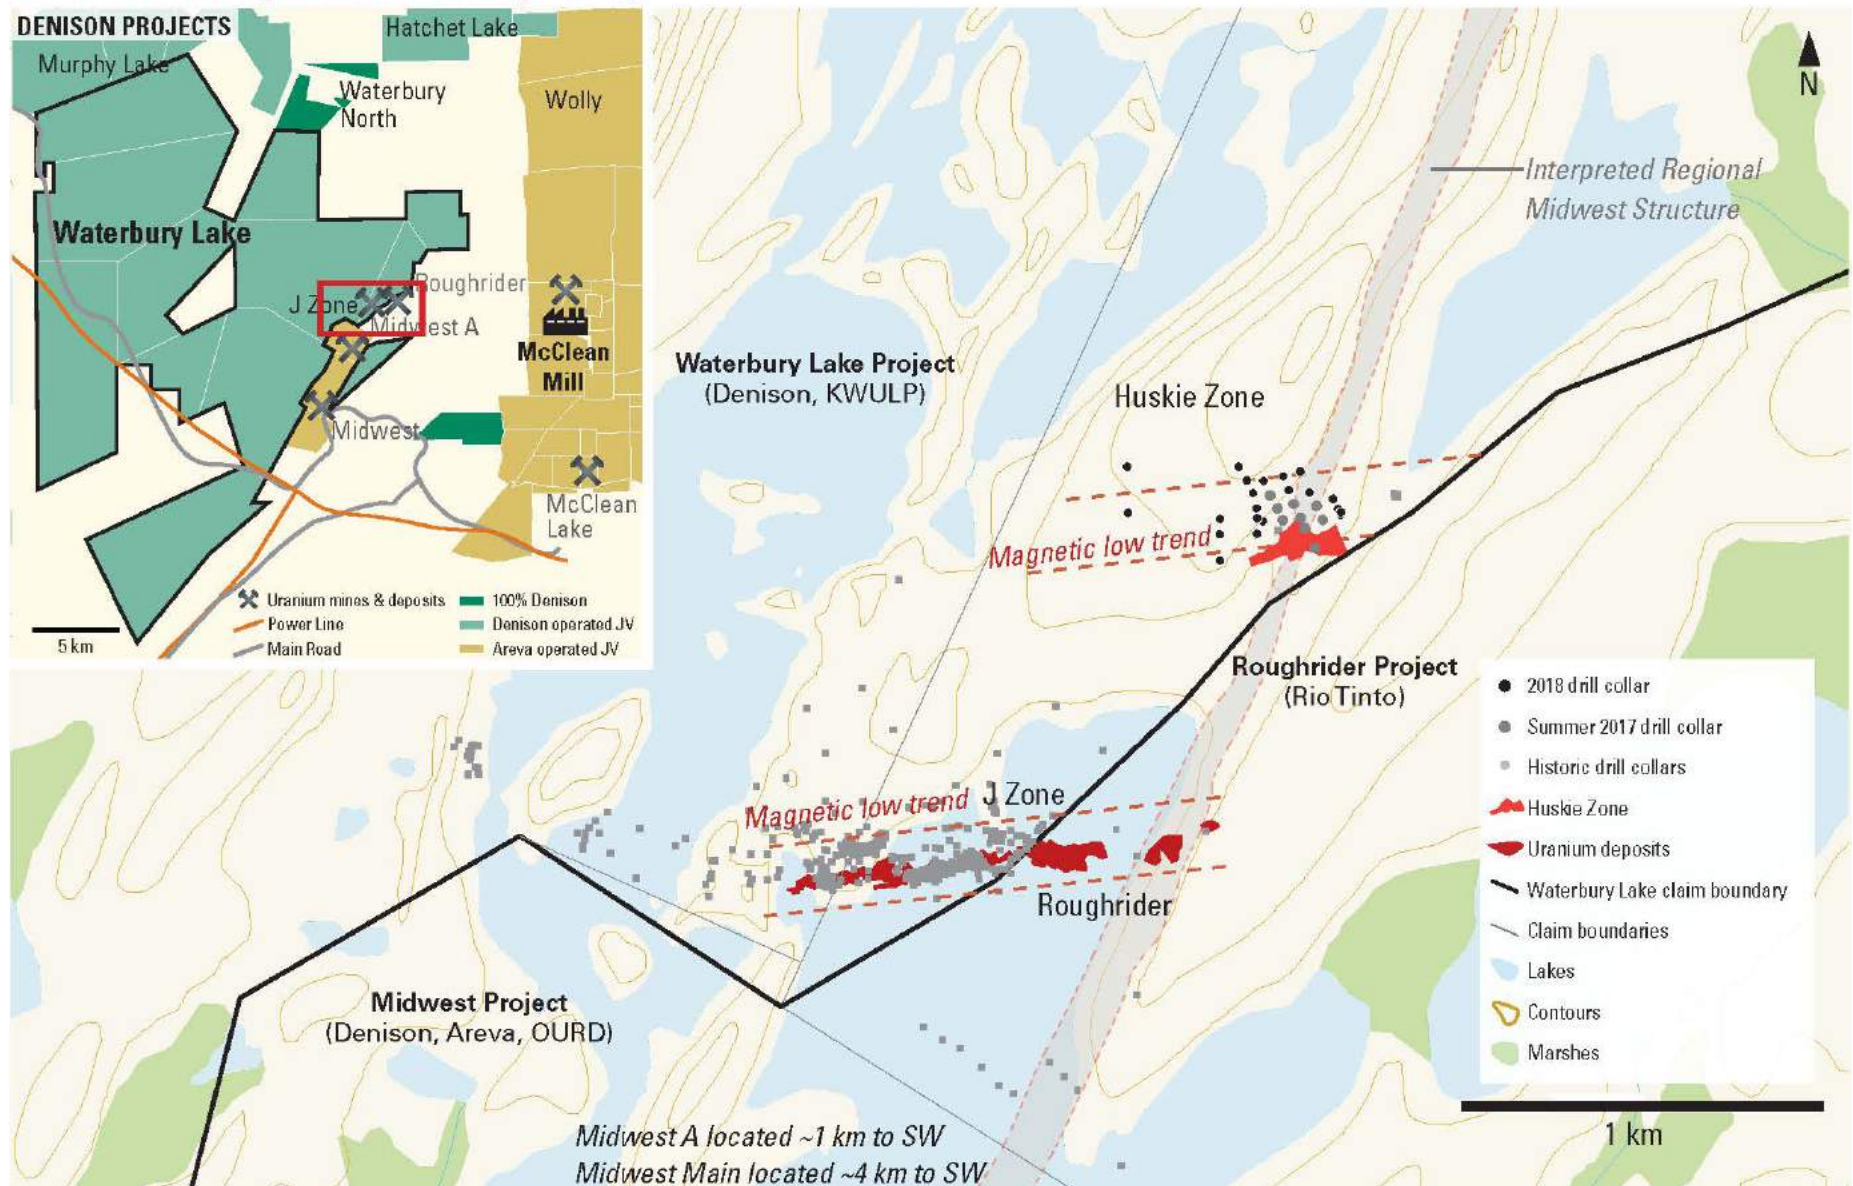 DENISON PROJECTS
Hatchet Lake
Murphy Lake
Waterbury
North
Wolly
Waterbury Lake
Roughrider
J Zone
Midwest A
McClean
Mill
Midwest
McClean
Lake
Uranium mines & deposits
Power Line
Main Road
100% Denison
Denison operated JV
Areva operated JV
5 km
N
Interpreted Regional
Midwest Structure
Waterbury Lake Project
(Denison, KWULP)
Huskie Zone
Magnetic low trend
Roughrider Project
(Rio Tinto)
Magnetic low trend
J Zone
Roughrider
Midwest Project
(Denison, Areva, OURD)
Midwest A located ~1 km to SW
Midwest Main located ~4 km to SW
2018 drill collar
Summer 2017 drill collar
Historic drill collars
Huskie Zone
Uranium deposits
Waterbury Lake claim boundary
Claim boundaries
Lakes
Contours
Marshes
1 km